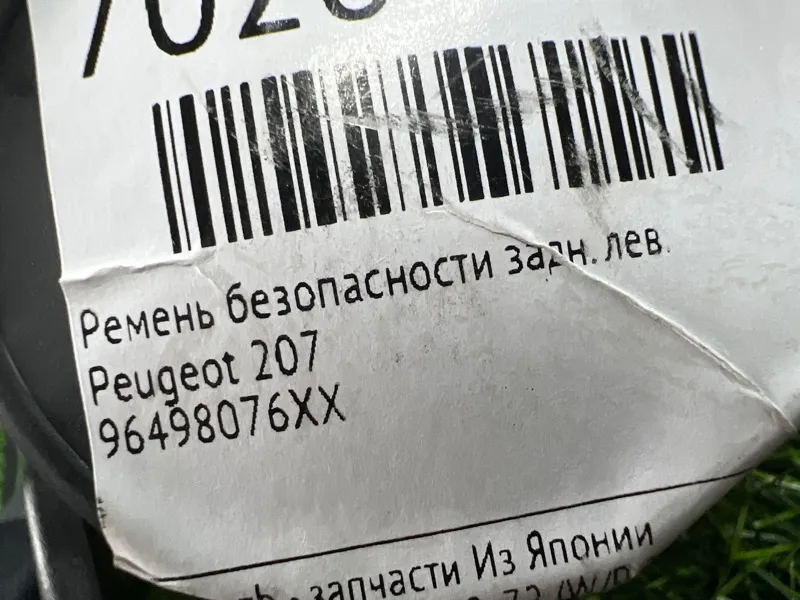 Ремень безопасности задн. лев.
Peugeot 207
96498076XX
запчасти Из Японии